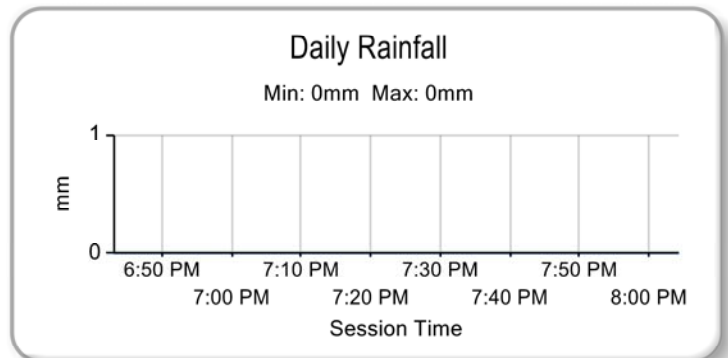 Daily Rainfall
Min: 0mm  Max: 0mm
1
mm
0
6:50 PM 7:10 PM 7:30 PM 7:50 PM
7:00 PM 7:20 PM 7:40 PM 8:00 PM
Session Time